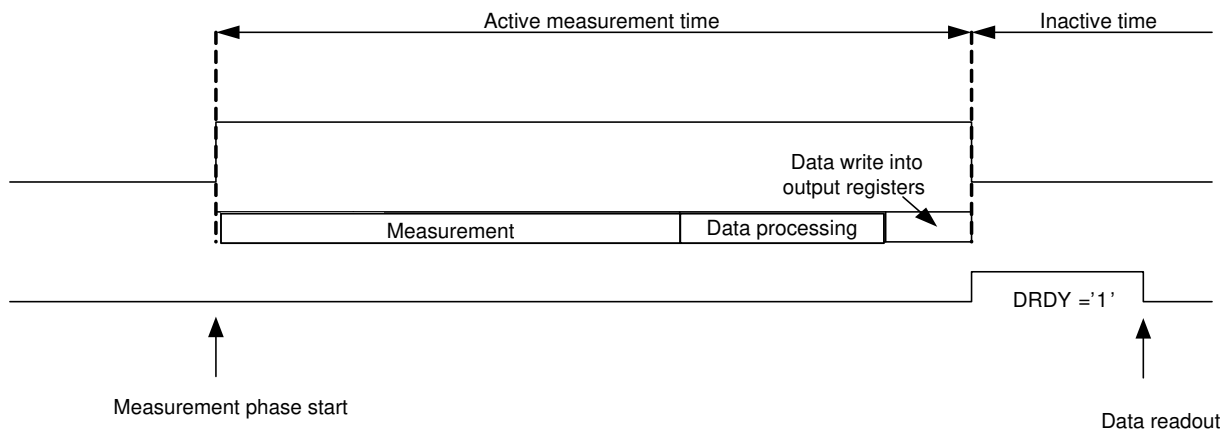 Active measurement time
Inactive time
Data write into
output registers
Measurement
Data processing
DRDY ='1'
Measurement phase start
Data readout